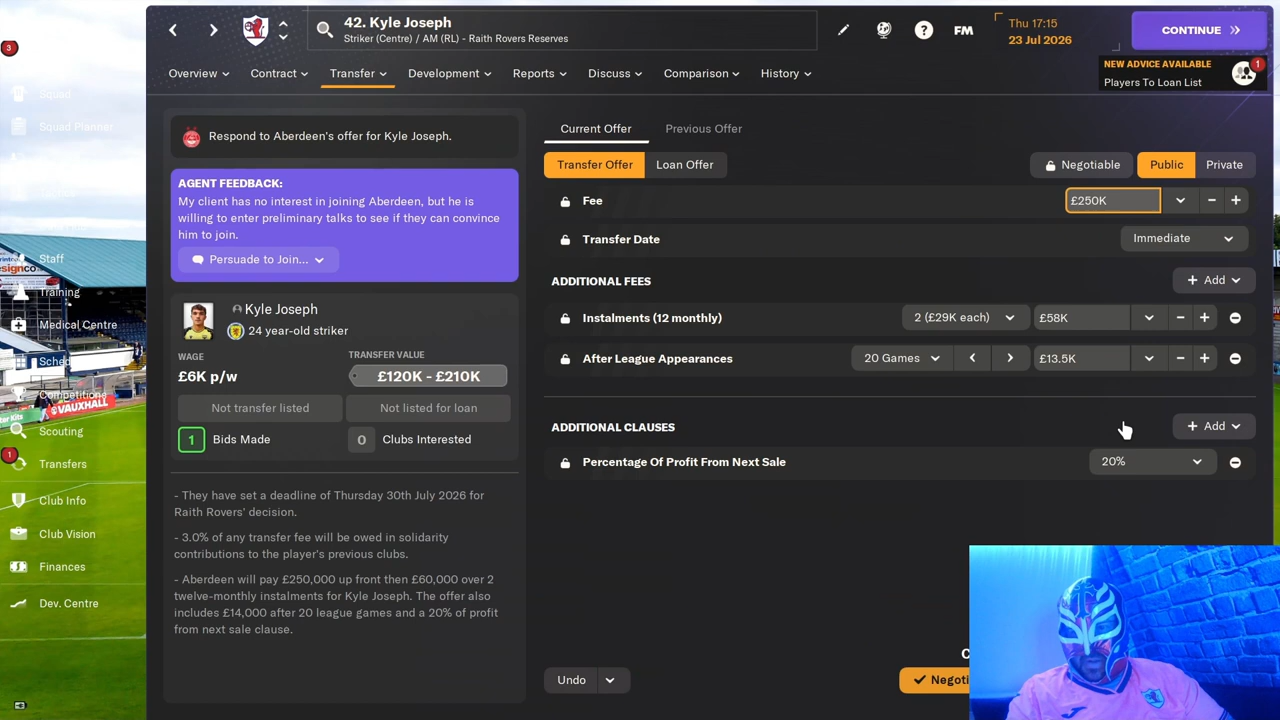 42. Kyle Joseph
Striker (Centre) / AM (RL) - Raith Rovers Reserves
FM
Thu 17:15
23 Jul 2026
CONTINUE
Overview
Contract
Transfer
Development
Reports
Discuss
Comparison
History
NEW ADVICE AVAILABLE
Players To Loan List
1
3
Squad
Squad Planner
Staff
Training
Medical Centre
Sched
Competitions
VAUXHALL
Scouting
1
Transfers
Club Info
Club Vision
Finances
Dev. Centre
Respond to Aberdeen's offer for Kyle Joseph.
AGENT FEEDBACK:
My client has no interest in joining Aberdeen, but he is
willing to enter preliminary talks to see if they can convince
him to join.
Persuade to Join...
Kyle Joseph
24 year-old striker
WAGE
TRANSFER VALUE
£6K p/w
£120K - £210K
Not transfer listed
Not listed for loan
1 Bids Made
0 Clubs Interested
- They have set a deadline of Thursday 30th July 2026 for
Raith Rovers' decision.
- 3.0% of any transfer fee will be owed in solidarity
contributions to the player's previous clubs.
- Aberdeen will pay £250,000 up front then £60,000 over 2
twelve-monthly instalments for Kyle Joseph. The offer also
includes £14,000 after 20 league games and a 20% of profit
from next sale clause.
Current Offer
Previous Offer
Transfer Offer
Loan Offer
Negotiable
Public
Private
Fee
£250K
Transfer Date
Immediate
ADDITIONAL FEES
+ Add
Instalments (12 monthly)
2 (£29K each)
£58K
After League Appearances
20 Games
£13.5K
ADDITIONAL CLAUSES
+ Add
Percentage Of Profit From Next Sale
20%
Undo
Negoti